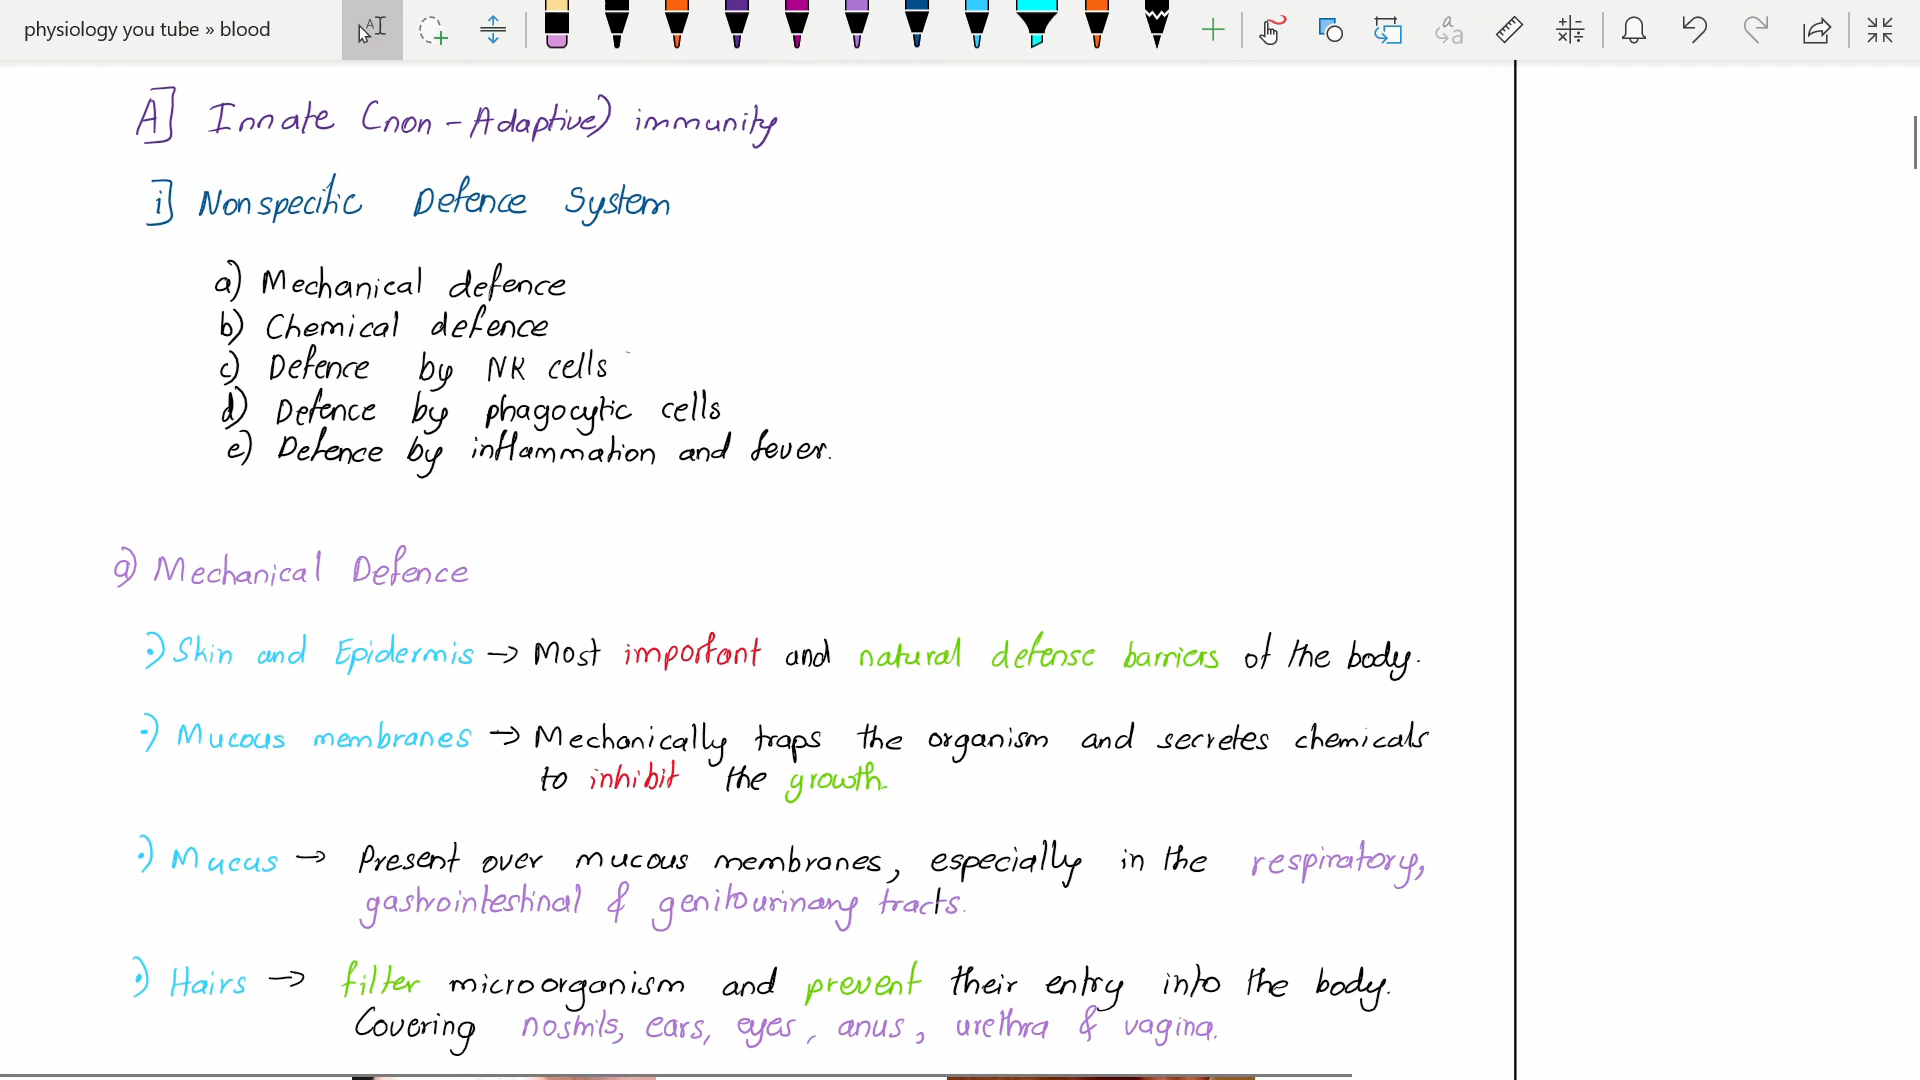 physiology you tube » blood
A] Innate (non-Adaptive) immunity
i] Nonspecific Defence System
a) Mechanical defence
b) Chemical defence
c) Defence by NK cells
d) Defence by phagocytic cells
e) Defence by inflammation and fever.
a) Mechanical Defence
•) Skin and Epidermis → Most important and natural defense barriers of the body.
•) Mucous membranes → Mechanically traps the organism and secretes chemicals
to inhibit the growth.
•) Mucus → Present over mucous membranes, especially in the respiratory,
gastrointestinal & genitourinary tracts.
•) Hairs → filter microorganism and prevent their entry into the body.
Covering nostrils, ears, eyes, anus, urethra & vagina.